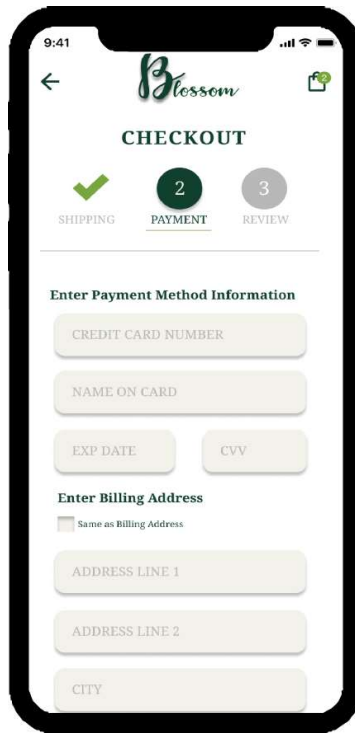 9:41
Blossom
2
CHECKOUT
2 3
SHIPPING PAYMENT REVIEW
Enter Payment Method Information
CREDIT CARD NUMBER
NAME ON CARD
EXP DATE CVV
Enter Billing Address
Same as Billing Address
ADDRESS LINE 1
ADDRESS LINE 2
CITY